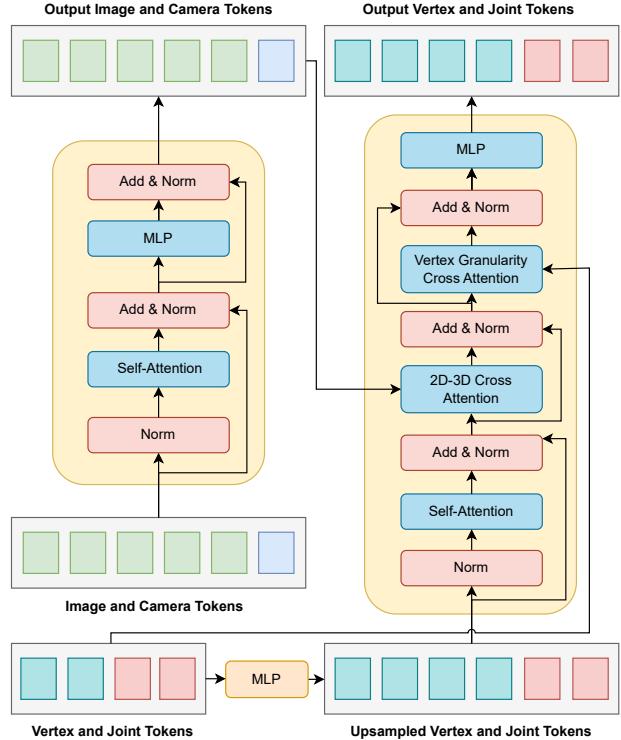 Output Image and Camera Tokens
Output Vertex and Joint Tokens
Add & Norm
MLP
Add & Norm
Self-Attention
Norm
Image and Camera Tokens
MLP
Add & Norm
Vertex Granularity
Cross Attention
Add & Norm
2D-3D Cross
Attention
Add & Norm
Self-Attention
Norm
MLP
Vertex and Joint Tokens
Upsampled Vertex and Joint Tokens